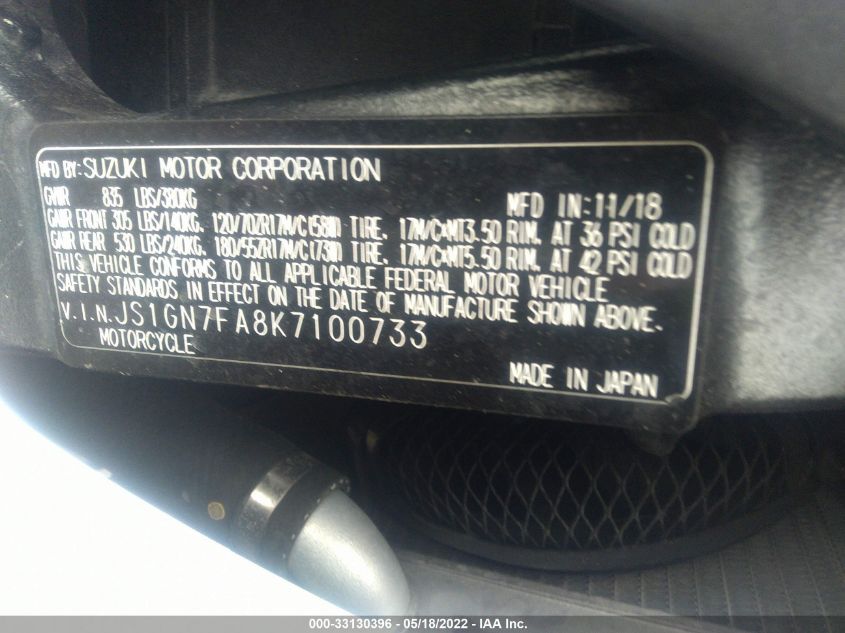 MFD BY: SUZUKI MOTOR CORPORATION
GVWR 835 LBS/380KG MFD IN: 11/18
GAWR FRONT 305 LBS/140KG. 120/70ZR17M/C(58W) TIRE. 17M/C×MT3.50 RIM. AT 36 PSI COLD
GAWR REAR 530 LBS/240KG. 180/55ZR17M/C(73W) TIRE. 17M/C×MT5.50 RIM. AT 42 PSI COLD
THIS VEHICLE CONFORMS TO ALL APPLICABLE FEDERAL MOTOR VEHICLE
SAFETY STANDARDS IN EFFECT ON THE DATE OF MANUFACTURE SHOWN ABOVE.
V.I.N. JS1GN7FA8K7100733
MOTORCYCLE
MADE IN JAPAN
000-33130396 - 05/18/2022 - IAA Inc.